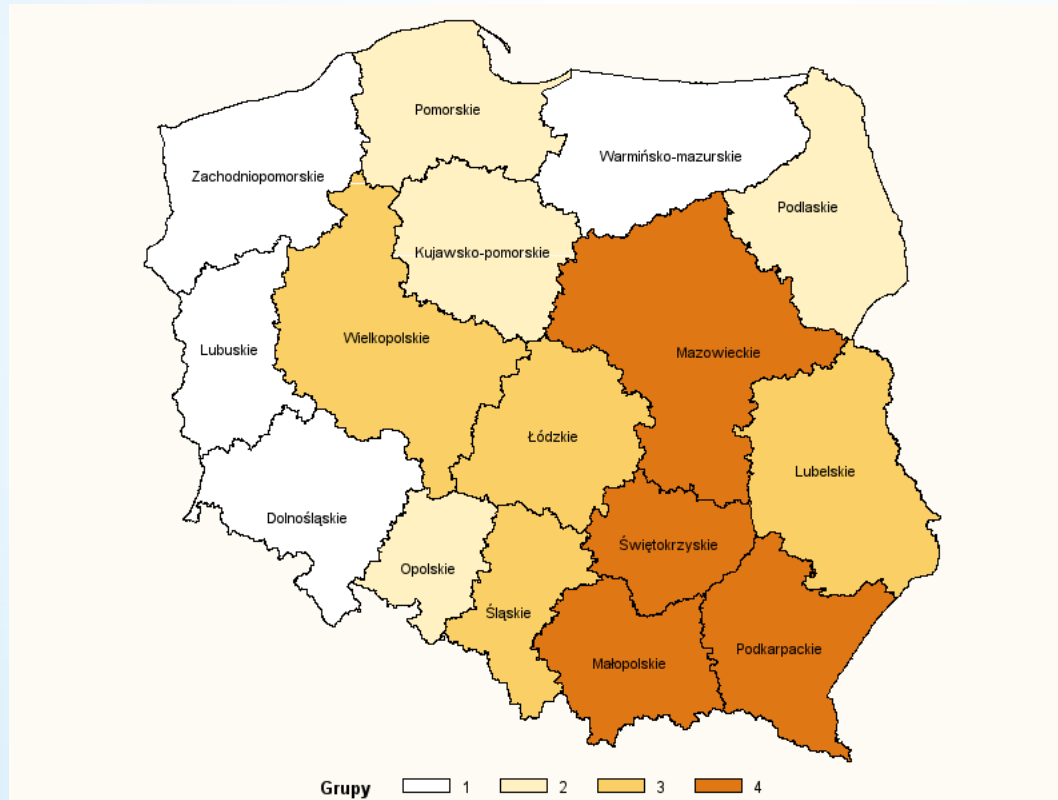 Pomorskie
Warmińsko-mazurskie
Zachodniopomorskie
Podlaskie
Kujawsko-pomorskie
Wielkopolskie
Lubuskie
Mazowieckie
Łódzkie
Lubelskie
Dolnośląskie
Świętokrzyskie
Opolskie
Śląskie
Podkarpackie
Małopolskie
Grupy 1 2 3 4